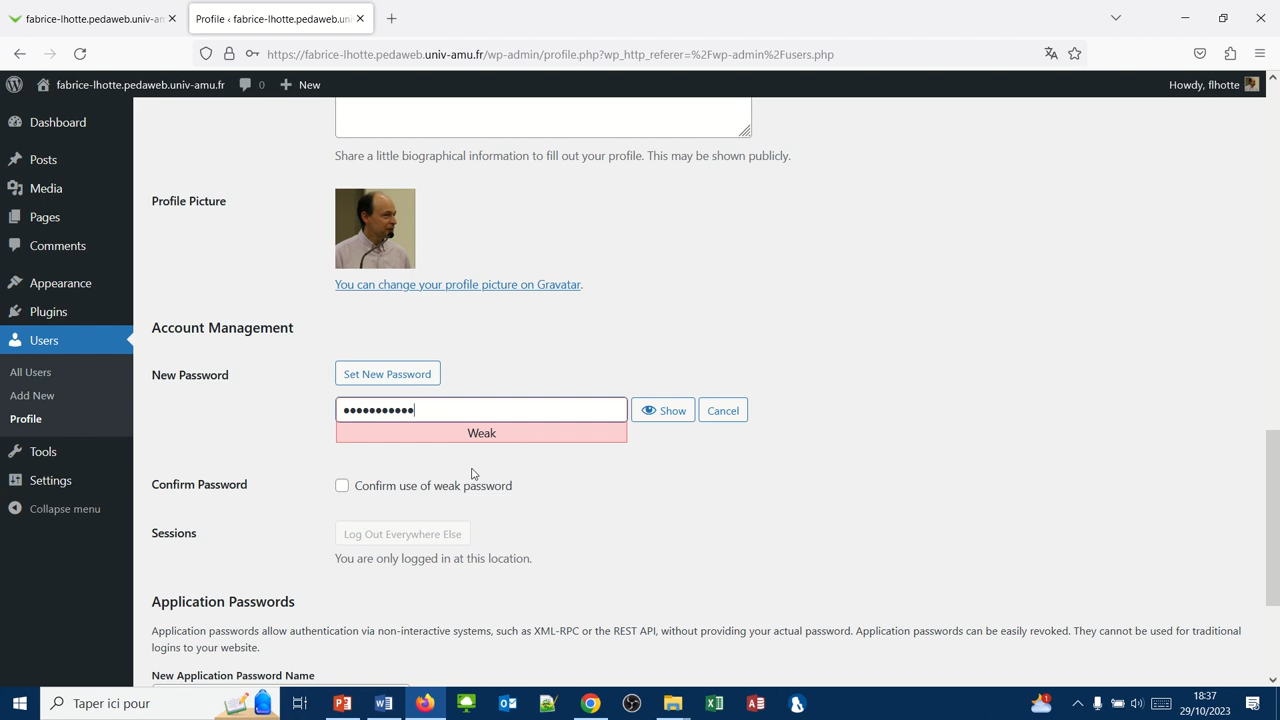 fabrice-lhotte.pedaweb.univ-am
Profile ‹ fabrice-lhotte.pedaweb.uni
https://fabrice-lhotte.pedaweb.univ-amu.fr/wp-admin/profile.php?wp_http_referer=%2Fwp-admin%2Fusers.php
fabrice-lhotte.pedaweb.univ-amu.fr
0
New
Howdy, flhotte
Dashboard
Posts
Media
Pages
Comments
Appearance
Plugins
Users
All Users
Add New
Profile
Tools
Settings
Collapse menu
Share a little biographical information to fill out your profile. This may be shown publicly.
Profile Picture
You can change your profile picture on Gravatar.
Account Management
New Password
Set New Password
•••••••••••
Show
Cancel
Weak
Confirm Password
Confirm use of weak password
Sessions
Log Out Everywhere Else
You are only logged in at this location.
Application Passwords
Application passwords allow authentication via non-interactive systems, such as XML-RPC or the REST API, without providing your actual password. Application passwords can be easily revoked. They cannot be used for traditional
logins to your website.
New Application Password Name
Taper ici pour
18:37
29/10/2023